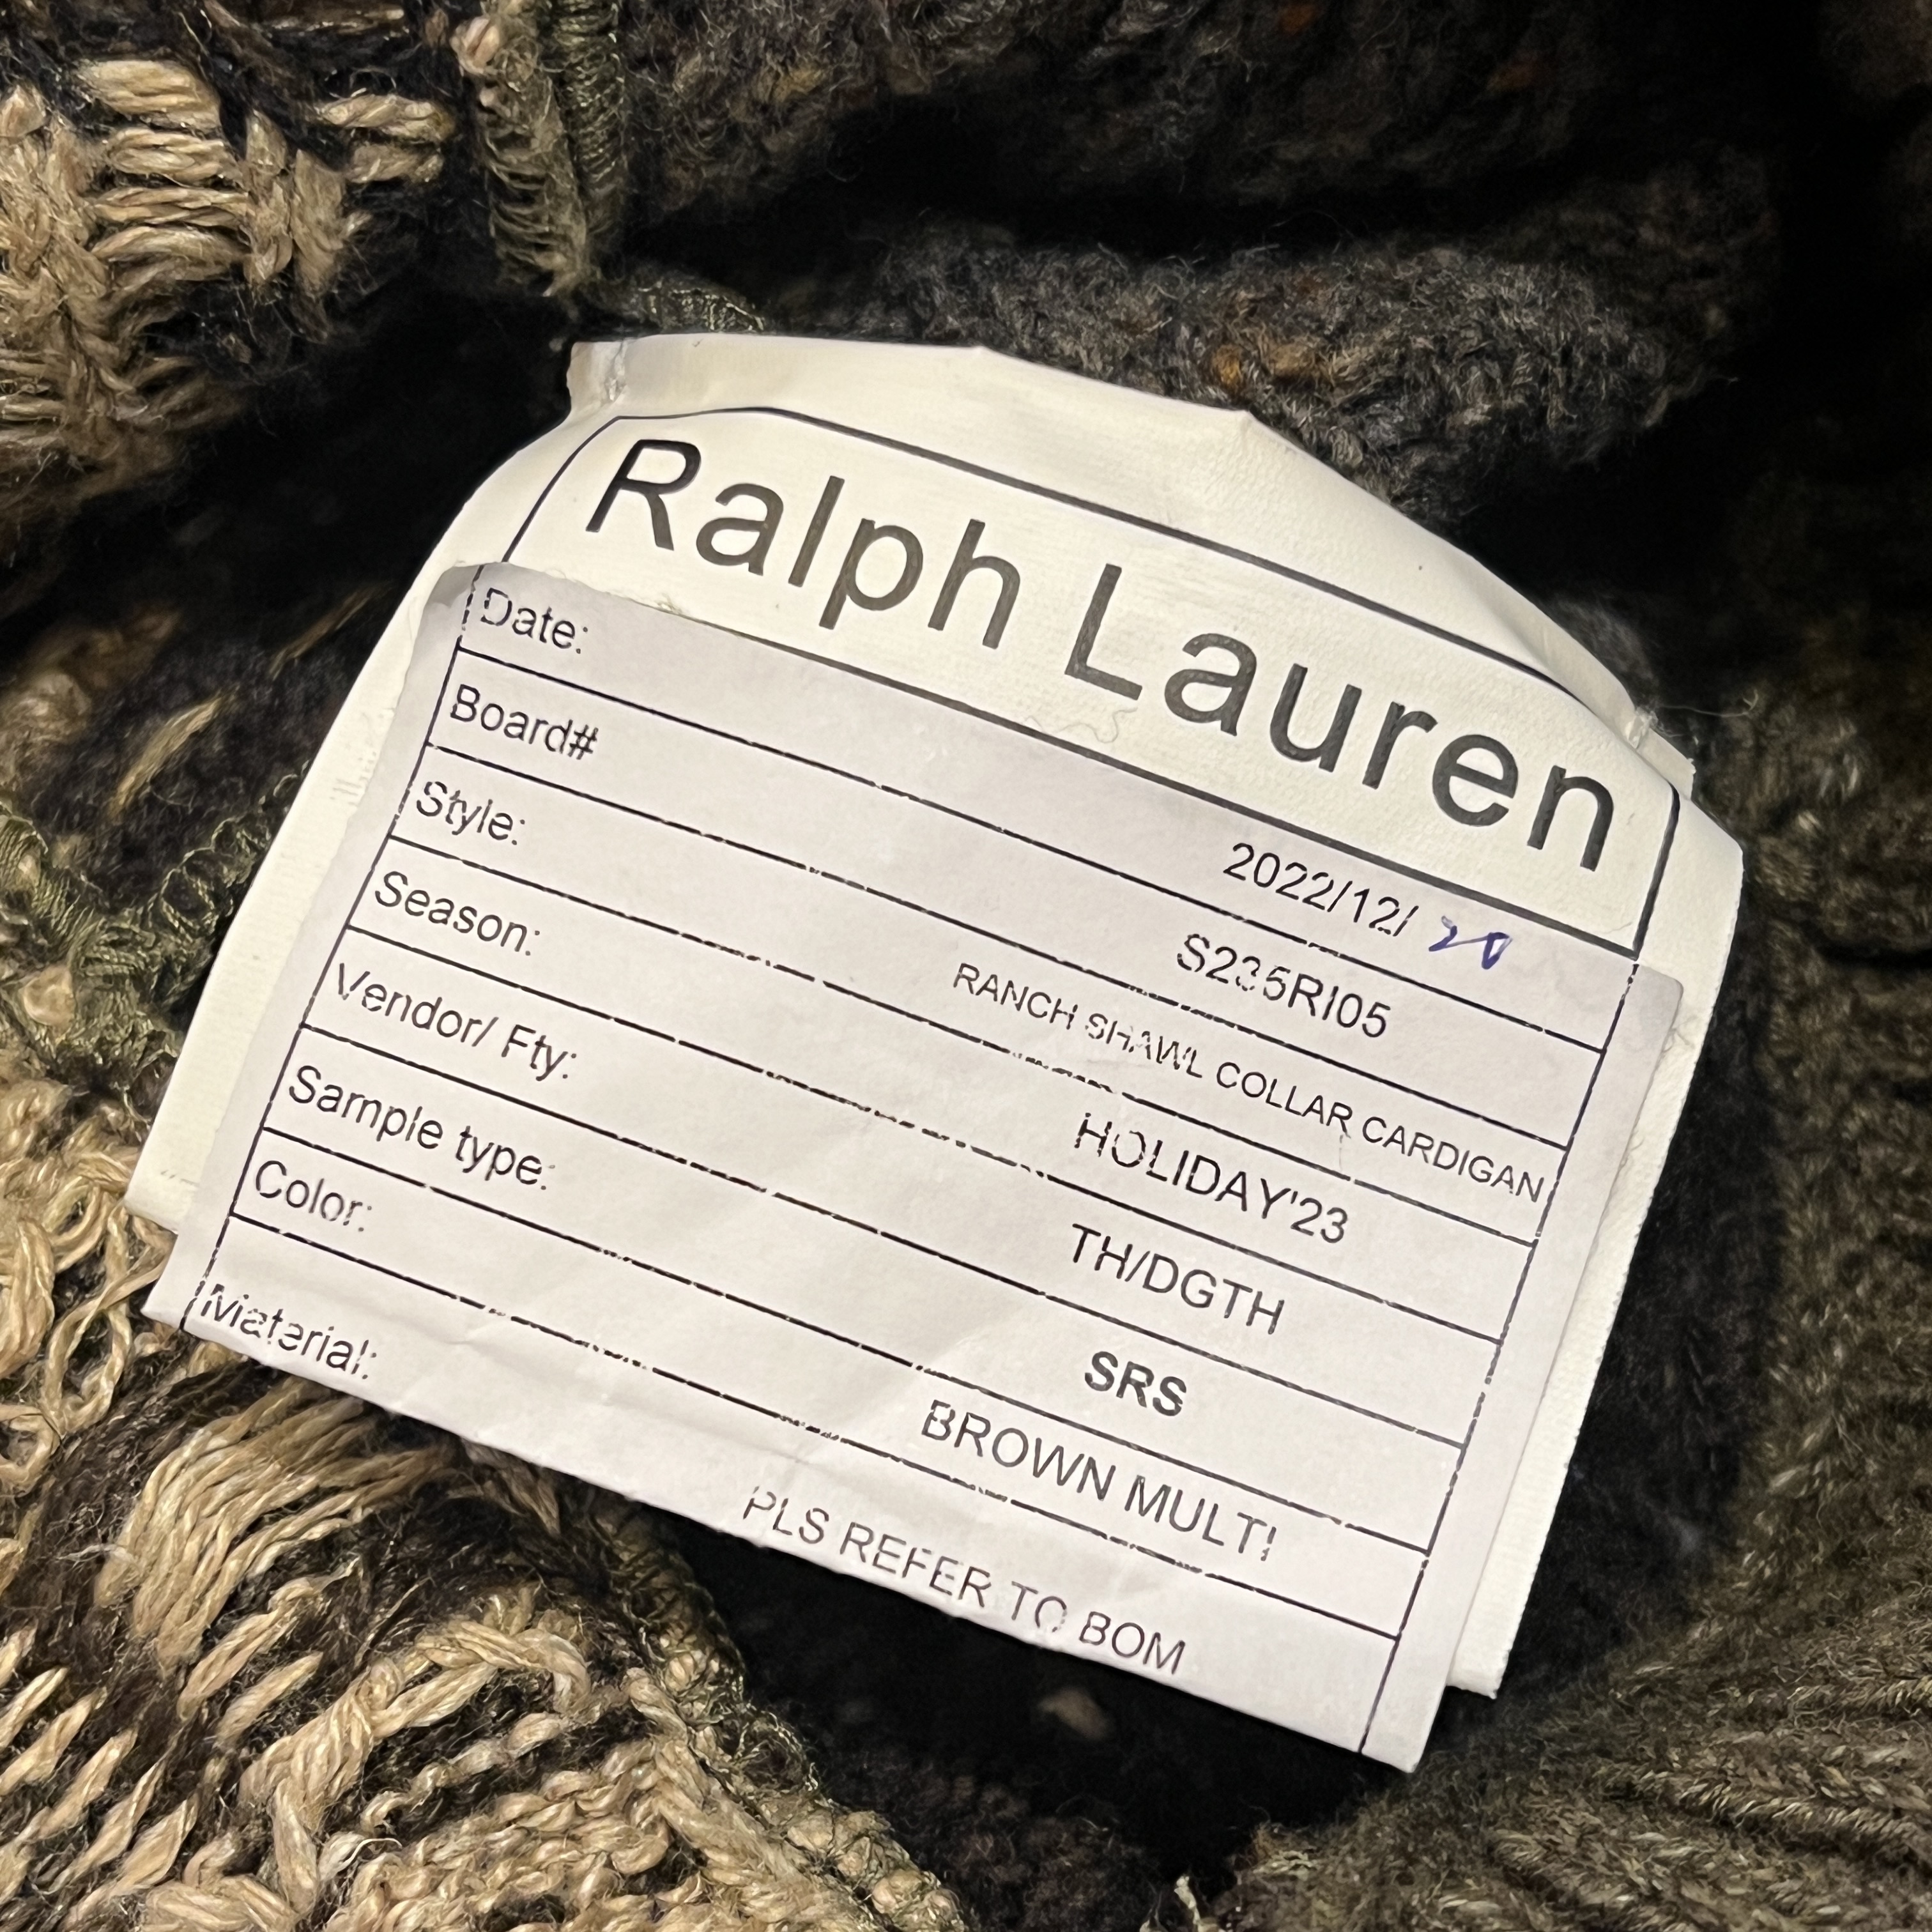 Ralph Lauren
Date: 2022/12/ 20
Board# S235RI05
Style: RANCH SHAWL COLLAR CARDIGAN
Season: HOLIDAY'23
Vendor/ Fty: TH/DGTH
Sample type: SRS
Color: BROWN MULTI
Material: PLS REFER TO BOM